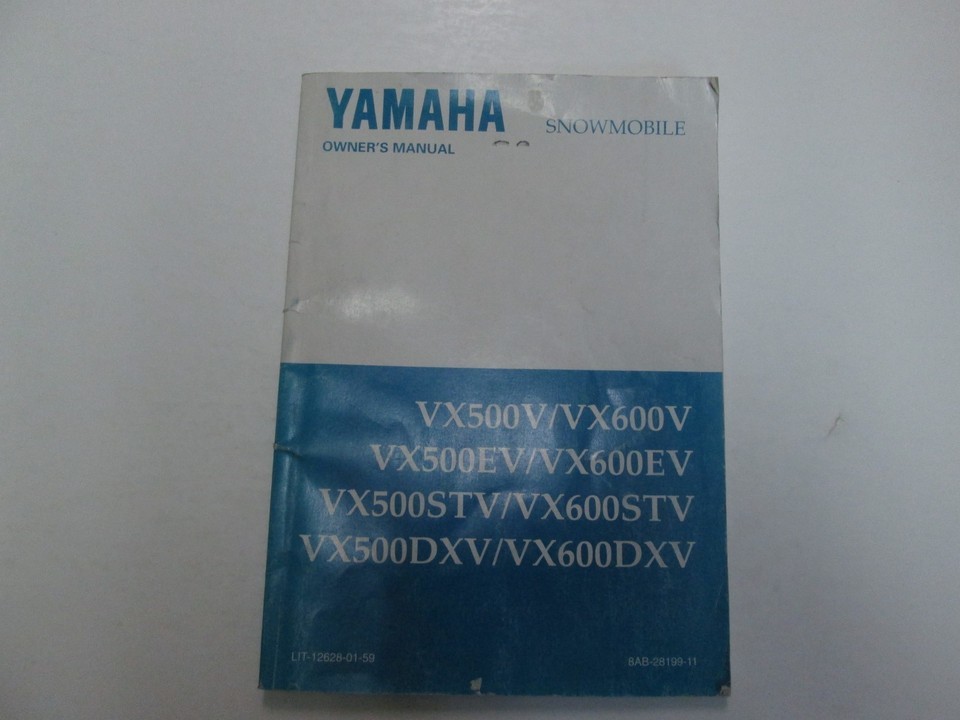 YAMAHA
SNOWMOBILE
OWNER'S MANUAL
VX500V/VX600V
VX500EV/VX600EV
VX500STV/VX600STV
VX500DXV/VX600DXV
LIT-12628-01-59
8AB-28199-11